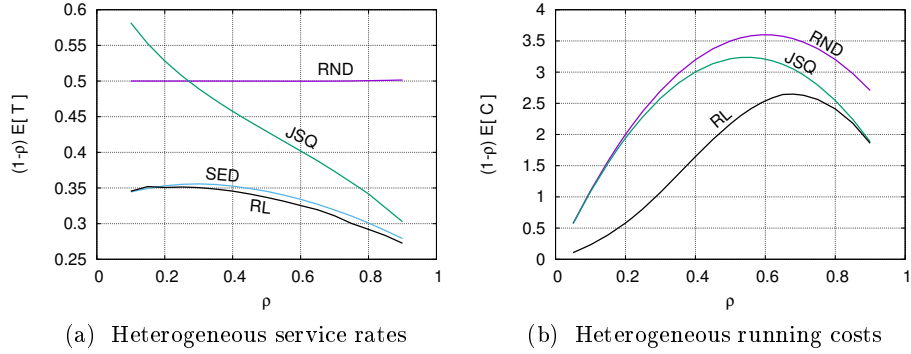 0.6
0.55
0.5
0.45
0.4
0.35
0.3
0.25
(1-ρ) E[ T ]
RND
JSQ
SED
RL
0 0.2 0.4 0.6 0.8 1
ρ
(a) Heterogeneous service rates
4
3.5
3
2.5
2
1.5
1
0.5
0
(1-ρ) E[ C ]
RND
JSQ
RL
0 0.2 0.4 0.6 0.8 1
ρ
(b) Heterogeneous running costs